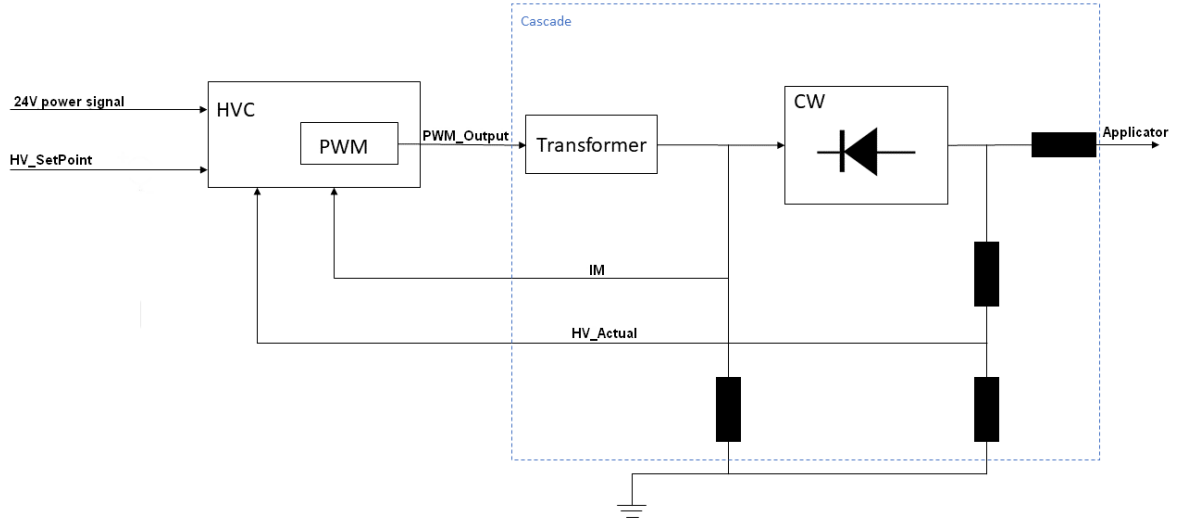 Cascade
24V power signal
HVC
CW
PWM_Output
Applicator
PWM
Transformer
HV_SetPoint
IM
HV_Actual